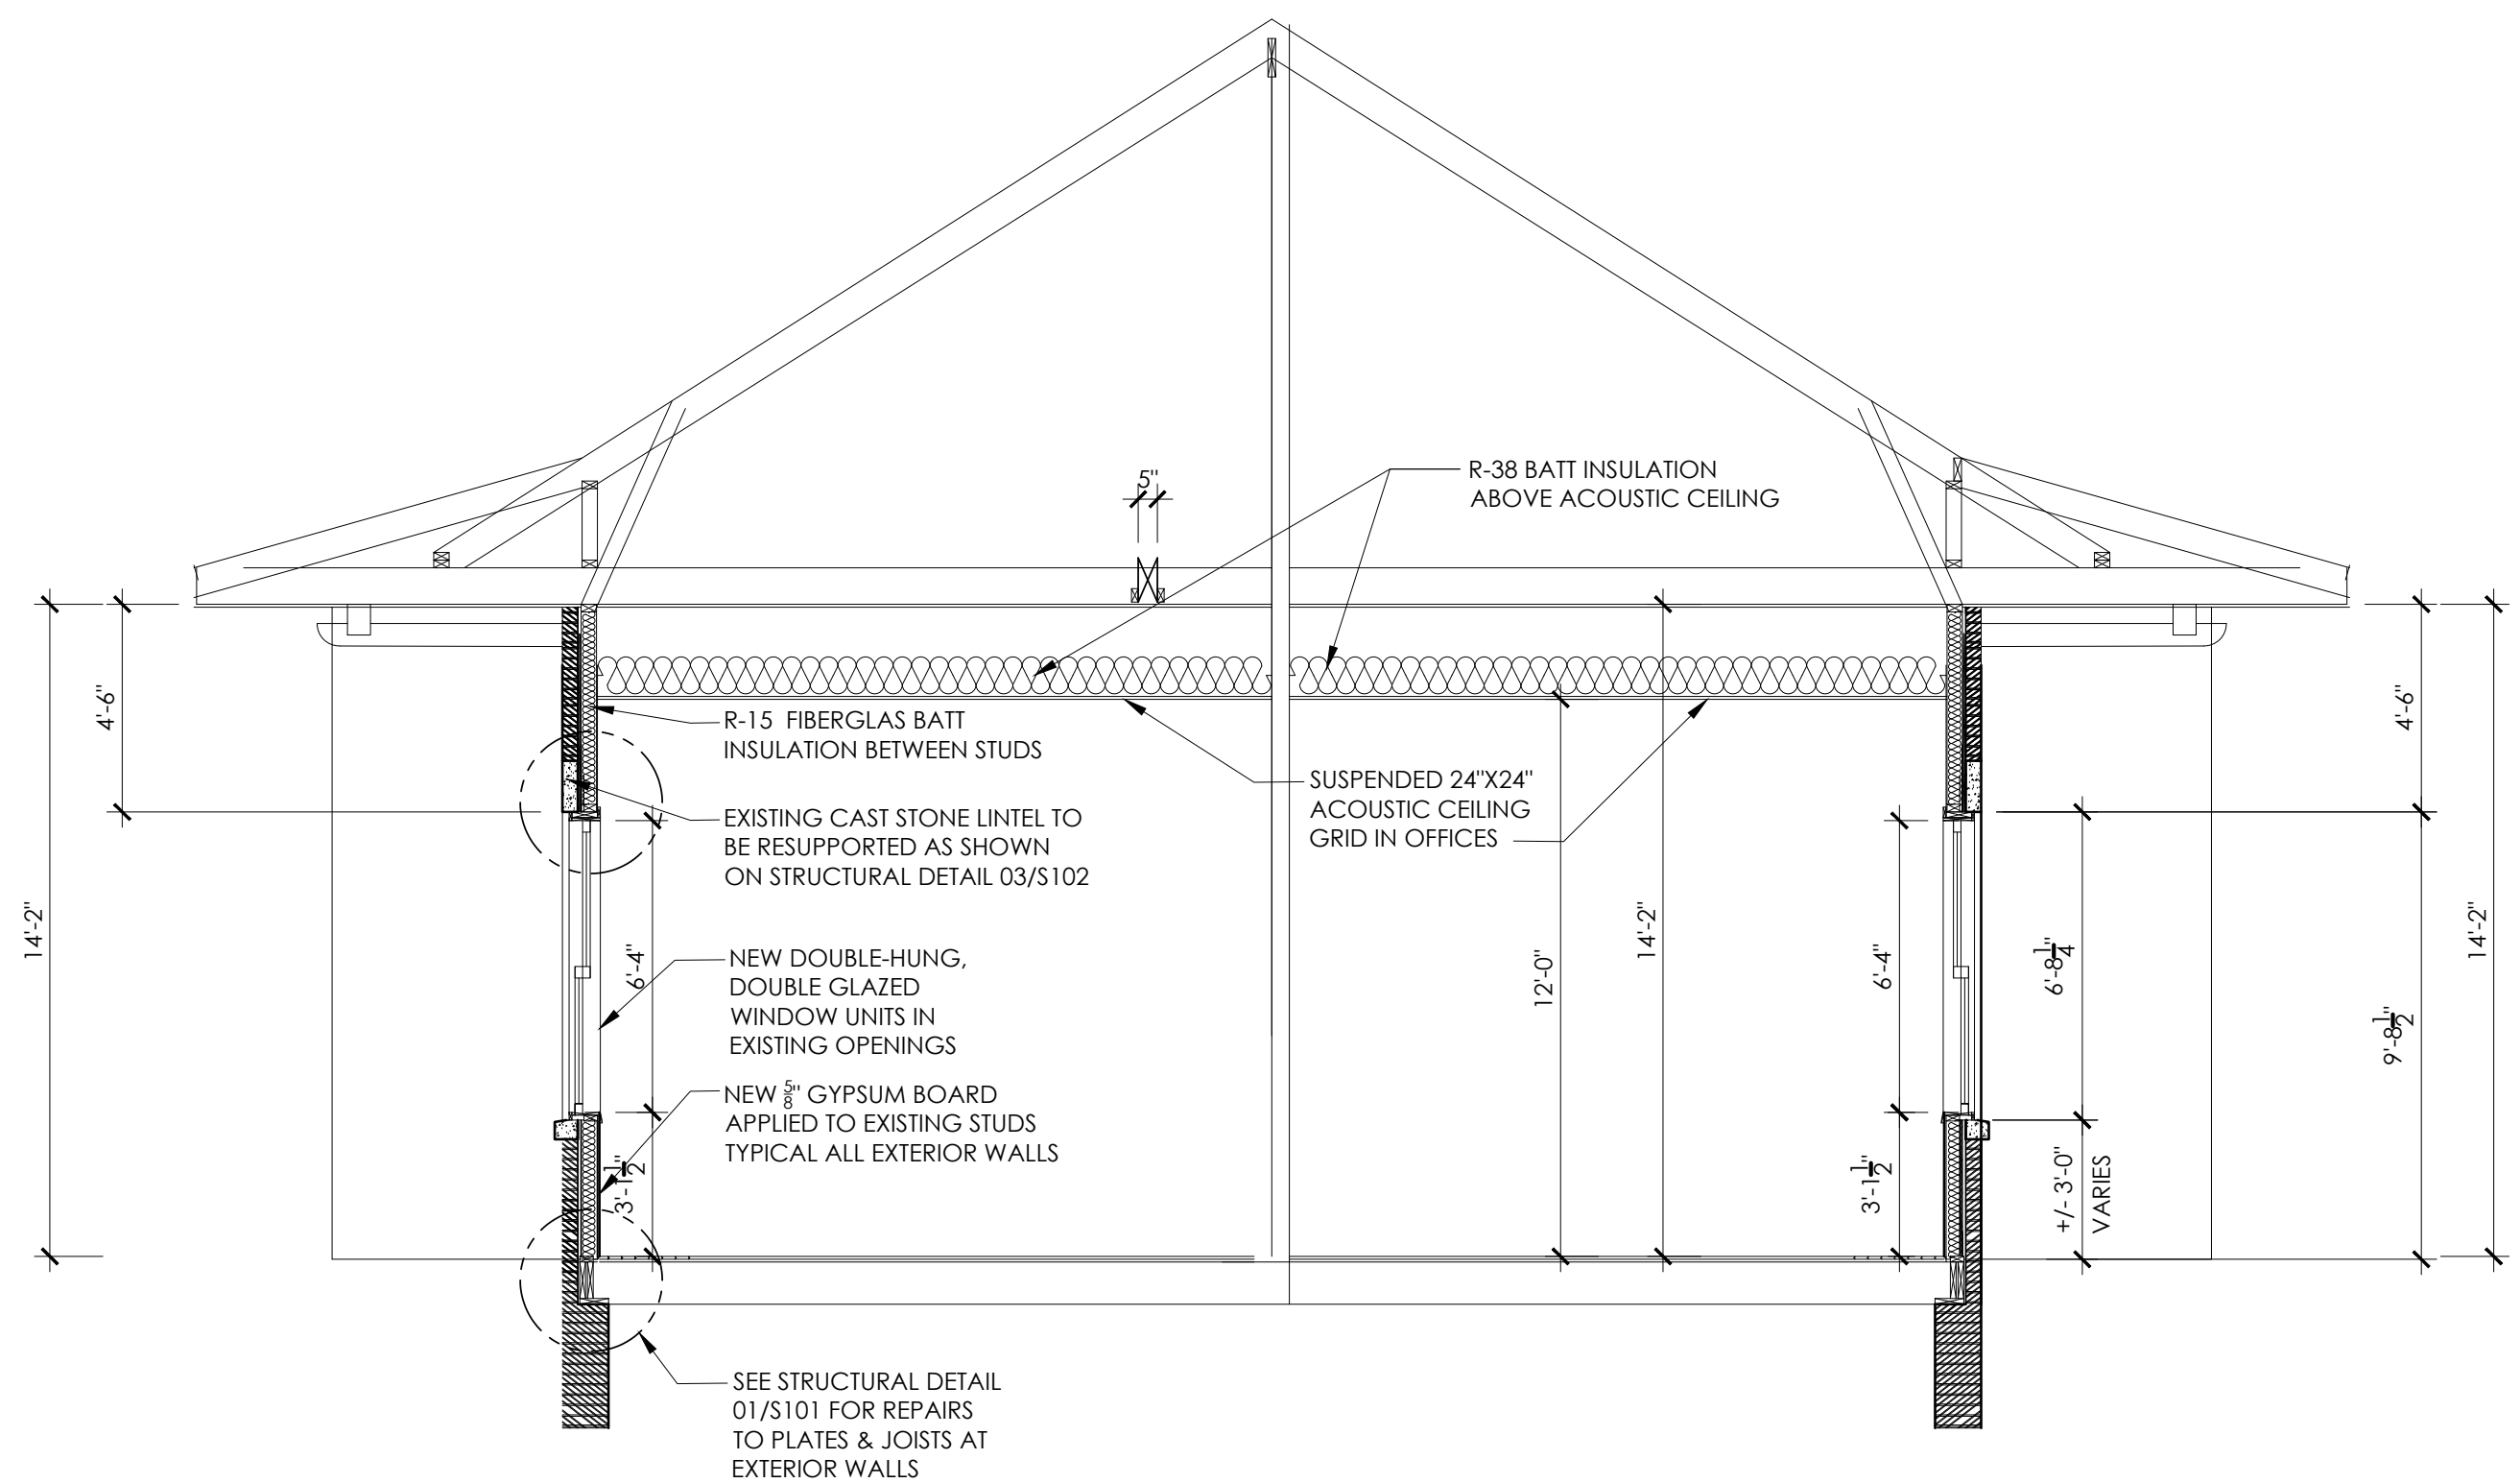 5"
R-38 BATT INSULATION
ABOVE ACOUSTIC CEILING
4'-6"
14'-2"
R-15  FIBERGLAS BATT
INSULATION BETWEEN STUDS
EXISTING CAST STONE LINTEL TO
BE RESUPPORTED AS SHOWN
ON STRUCTURAL DETAIL 03/S102
SUSPENDED 24"X24"
ACOUSTIC CEILING
GRID IN OFFICES
6'-4"
NEW DOUBLE-HUNG,
DOUBLE GLAZED
WINDOW UNITS IN
EXISTING OPENINGS
NEW 5/8" GYPSUM BOARD
APPLIED TO EXISTING STUDS
TYPICAL ALL EXTERIOR WALLS
3'-1 1/2"
12'-0"
14'-2"
6'-4"
3'-1 1/2"
6'-8 1/4"
+/- 3'-0"
VARIES
4'-6"
9'-8 1/2"
14'-2"
SEE STRUCTURAL DETAIL
01/S101 FOR REPAIRS
TO PLATES & JOISTS AT
EXTERIOR WALLS